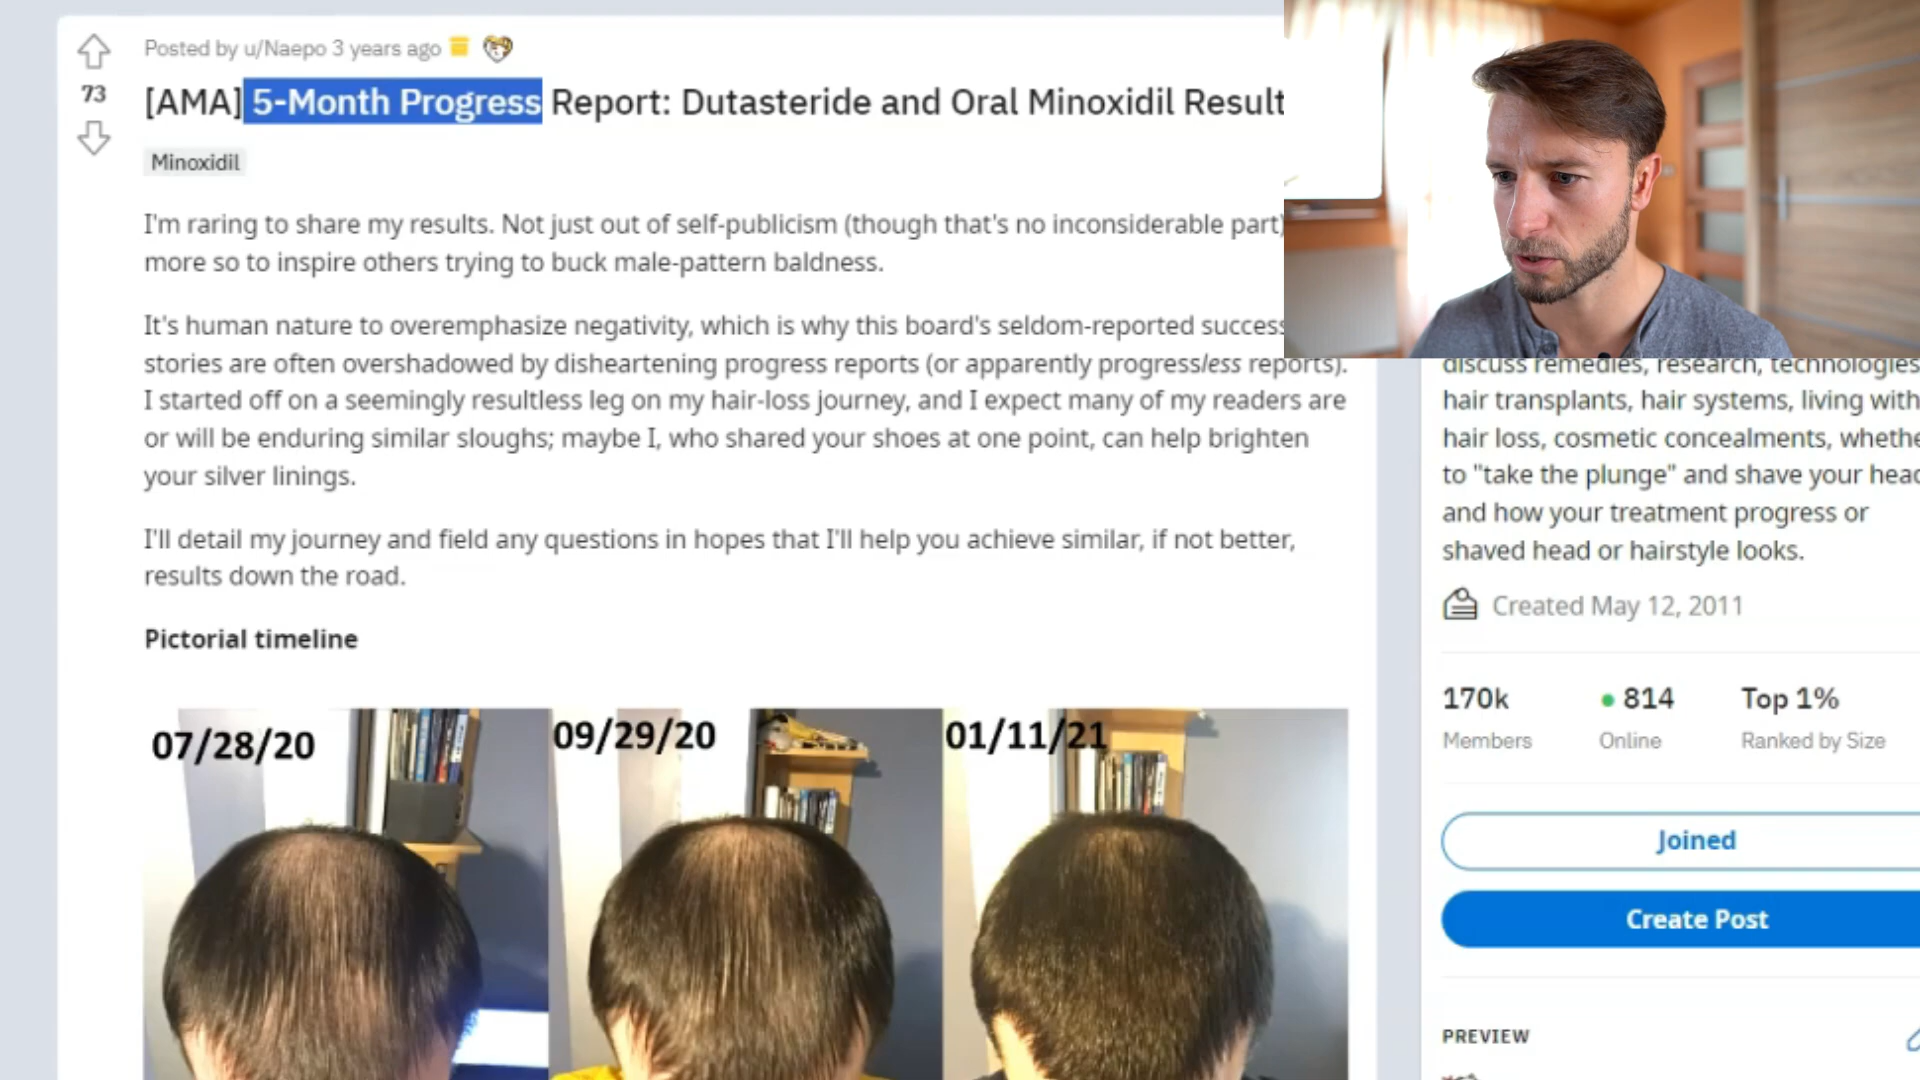 Posted by u/Naepo 3 years ago
73
[AMA] 5-Month Progress Report: Dutasteride and Oral Minoxidil Result
Minoxidil
I'm raring to share my results. Not just out of self-publicism (though that's no inconsiderable part)
more so to inspire others trying to buck male-pattern baldness.
It's human nature to overemphasize negativity, which is why this board's seldom-reported success
stories are often overshadowed by disheartening progress reports (or apparently progressless reports).
I started off on a seemingly resultless leg on my hair-loss journey, and I expect many of my readers are
or will be enduring similar sloughs; maybe I, who shared your shoes at one point, can help brighten
your silver linings.
I'll detail my journey and field any questions in hopes that I'll help you achieve similar, if not better,
results down the road.
Pictorial timeline
07/28/20
09/29/20
01/11/21
discuss remedies, research, technologies
hair transplants, hair systems, living with
hair loss, cosmetic concealments, whethe
to "take the plunge" and shave your head
and how your treatment progress or
shaved head or hairstyle looks.
Created May 12, 2011
170k 814 Top 1%
Members Online Ranked by Size
Joined
Create Post
PREVIEW